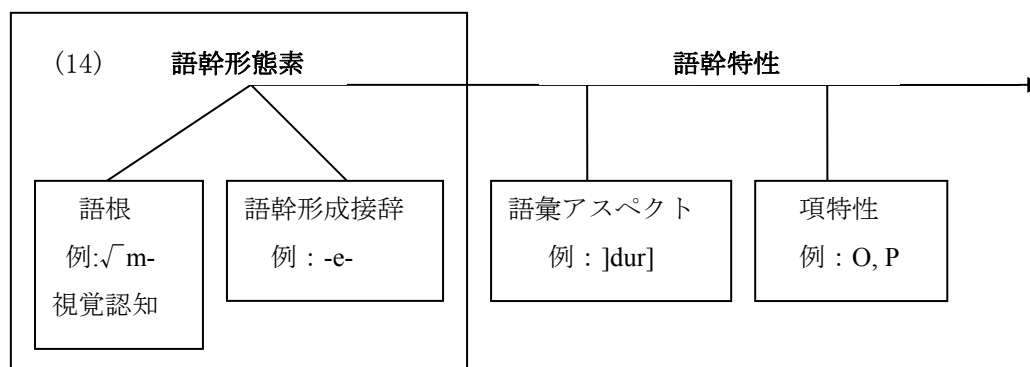 (14) 語幹形態素 語幹特性
語根 語幹形成接辞 語彙アスペクト 項特性
例:√m- 例：-e- 例：]dur] 例：O, P
視覚認知